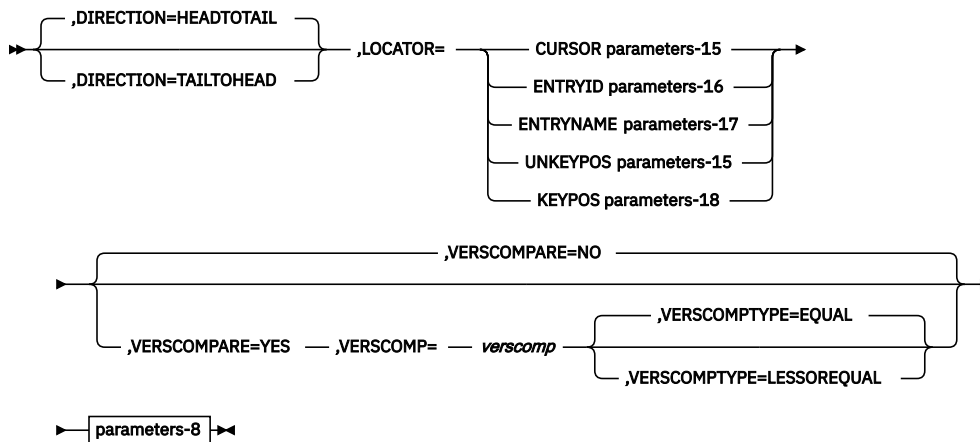 ,DIRECTION=HEADTOTAIL
,LOCATOR= CURSOR parameters-15
,DIRECTION=TAILTOHEAD
ENTRYID parameters-16
ENTRYNAME parameters-17
UNKEYPOS parameters-15
KEYPOS parameters-18
,VERSCOMPARE=NO
,VERSCOMPTYPE=EQUAL
,VERSCOMPARE=YES ,VERSCOMP= verscomp
,VERSCOMPTYPE=LESSOREQUAL
parameters-8